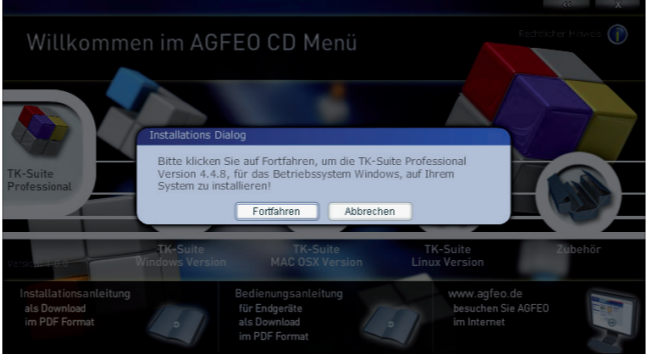 << X
Willkommen im AGFEO CD Menü
Rechtlicher Hinweis
Installations Dialog
Bitte klicken Sie auf Fortfahren, um die TK-Suite Professional
Version 4.4.8, für das Betriebssystem Windows, auf Ihrem
System zu installieren!
Fortfahren Abbrechen
TK-Suite
Professional
TK-Suite
Windows Version
TK-Suite
MAC OSX Version
TK-Suite
Linux Version
Zubehör
Installationsanleitung
als Download
im PDF Format
Bedienungsanleitung
für Endgeräte
als Download
im PDF Format
www.agfeo.de
besuchen Sie AGFEO
im Internet